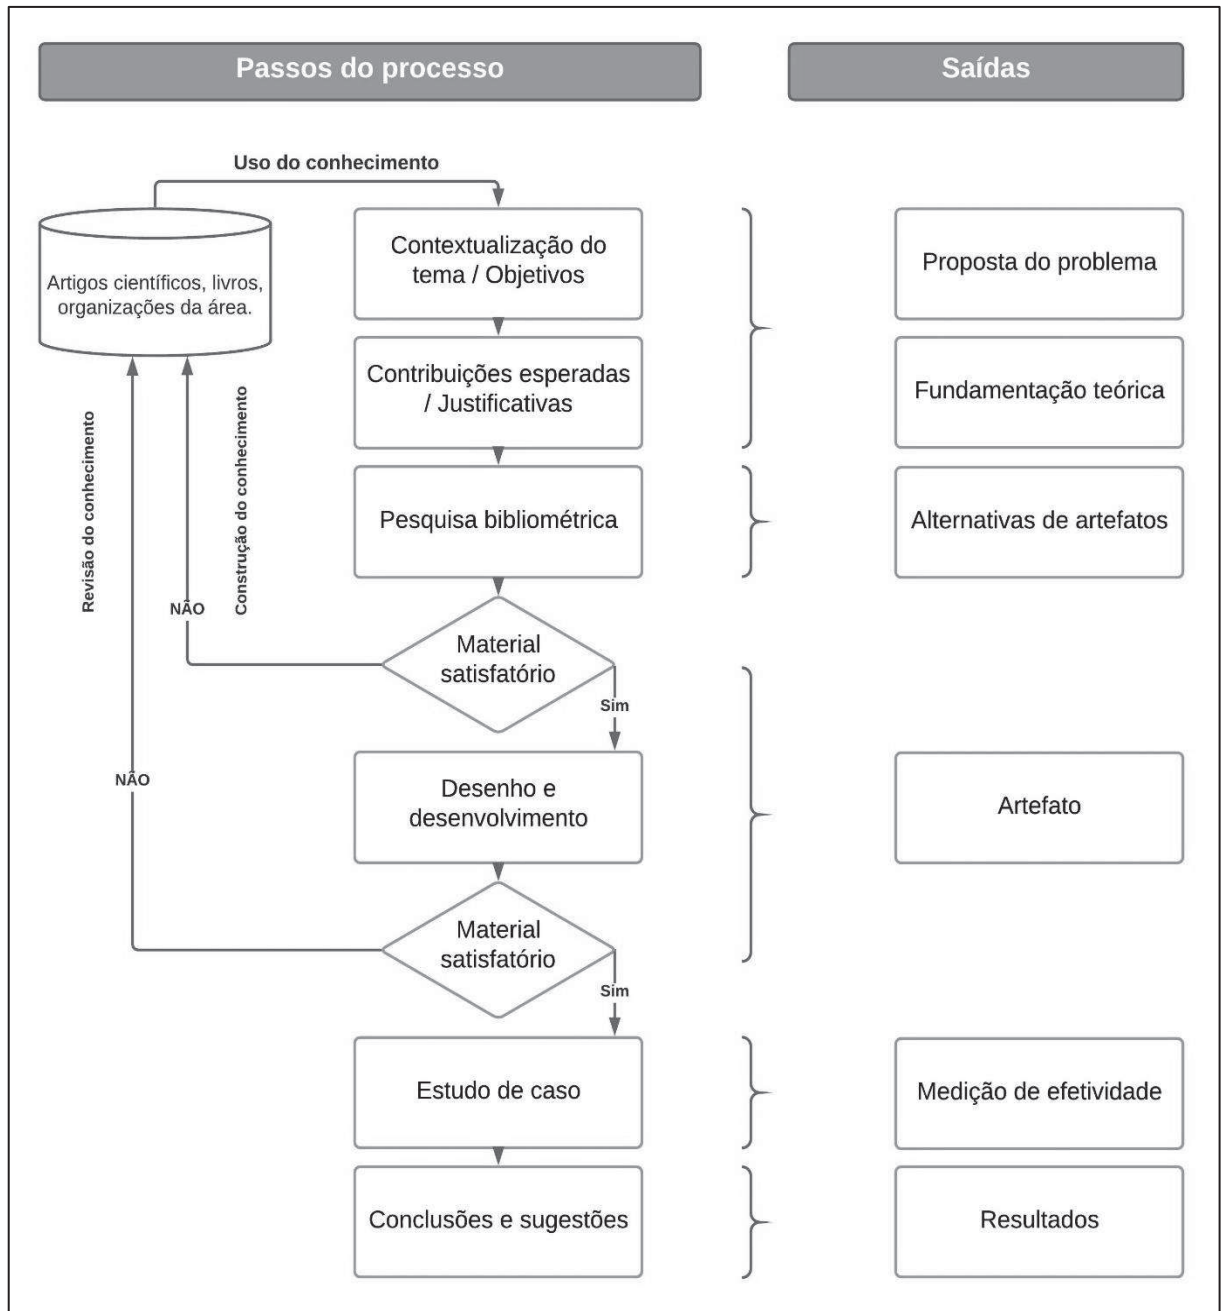 Passos do processo
Saídas
Uso do conhecimento
Artigos científicos, livros,
organizações da área.
Contextualização do
tema / Objetivos
Proposta do problema
Contribuições esperadas
/ Justificativas
Fundamentação teórica
Revisão do conhecimento
Construção do conhecimento
Pesquisa bibliométrica
Alternativas de artefatos
NÃO
Material
satisfatório
Sim
NÃO
Desenho e
desenvolvimento
Artefato
Material
satisfatório
Sim
Estudo de caso
Medição de efetividade
Conclusões e sugestões
Resultados